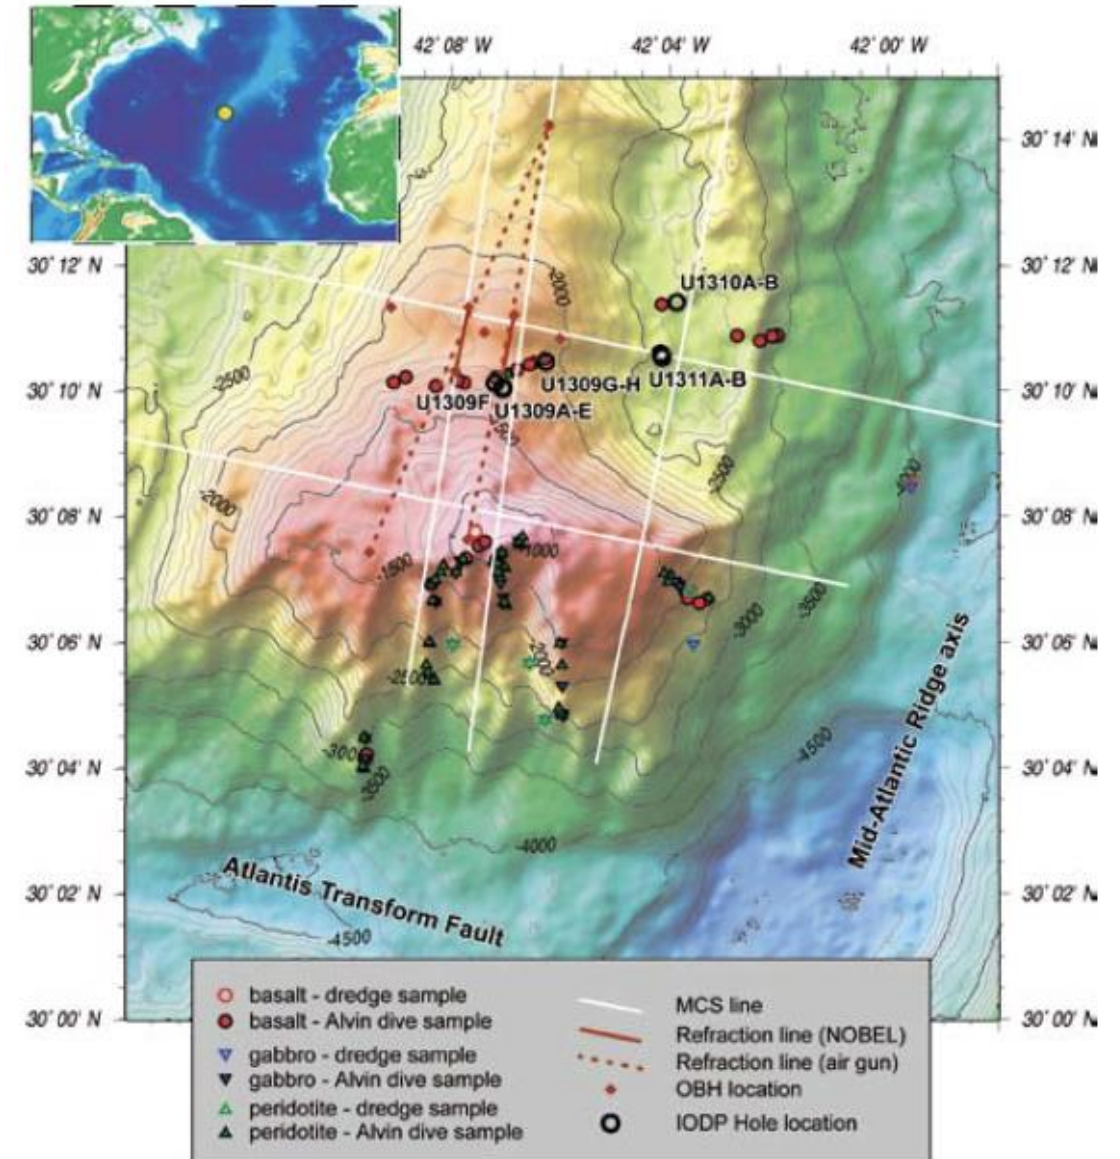 42° 08' W
42° 04' W
42° 00' W
30° 14' N
30° 12' N
30° 12' N
U1310A-B
-2000
-2500
30° 10' N
U1309G-H
U1311A-B
30° 10' N
U1309F
U1309A-E
-2500
-2000
30° 08' N
30° 08' N
-1000
-1500
-3500
-3000
30° 06' N
30° 06' N
-2000
-2500
Mid-Atlantic Ridge axis
-4500
-3000
30° 04' N
30° 04' N
-3500
-4000
Atlantis Transform Fault
30° 02' N
30° 02' N
-4500
30° 00' N
30° 00' N
basalt - dredge sample
basalt - Alvin dive sample
gabbro - dredge sample
gabbro - Alvin dive sample
peridotite - dredge sample
peridotite - Alvin dive sample
MCS line
Refraction line (NOBEL)
Refraction line (air gun)
OBH location
IODP Hole location